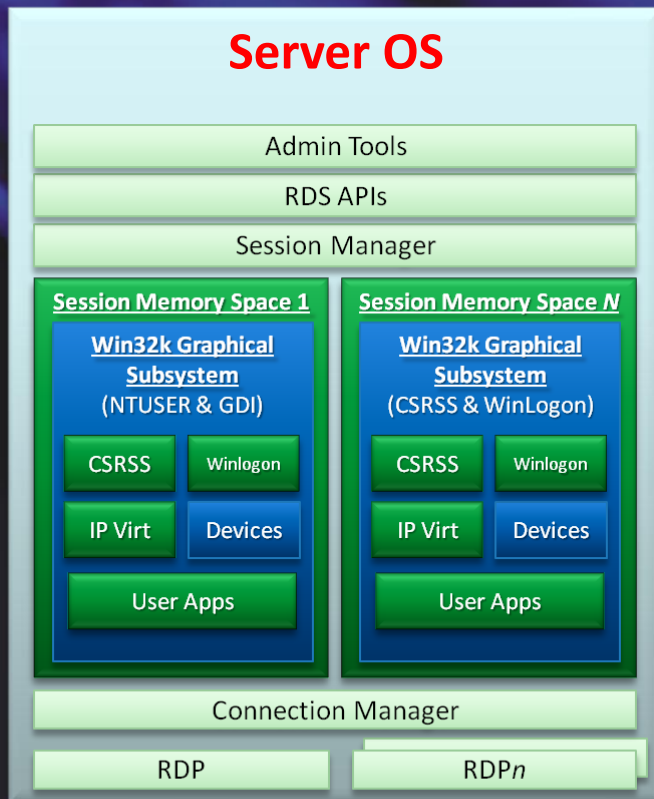 Server OS
Admin Tools
RDS APIs
Session Manager
Session Memory Space 1
Win32k Graphical
Subsystem
(NTUSER & GDI)
CSRSS
Winlogon
IP Virt
Devices
User Apps
Session Memory Space N
Win32k Graphical
Subsystem
(CSRSS & WinLogon)
CSRSS
Winlogon
IP Virt
Devices
User Apps
Connection Manager
RDP
RDPn